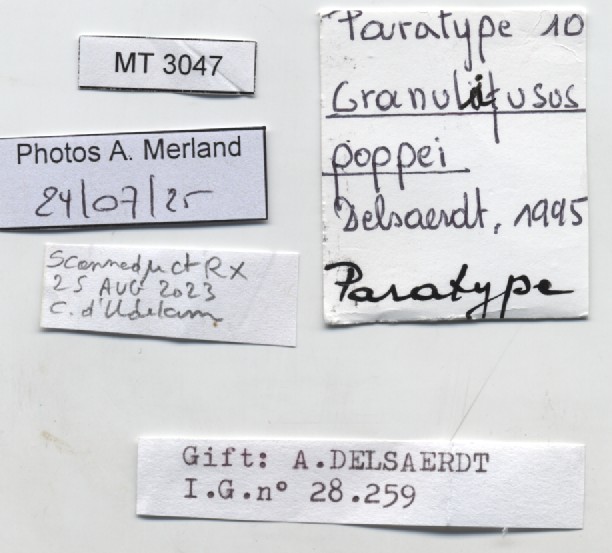 MT 3047
Photos A. Merland
24/07/25
Scanned µct RX
25 AUG 2023
C. d'Udekem
Paratype 10
Granulifusus
poppei
Delsaerdt, 1995
Paratype
Gift: A.DELSAERDT
I.G.n° 28.259